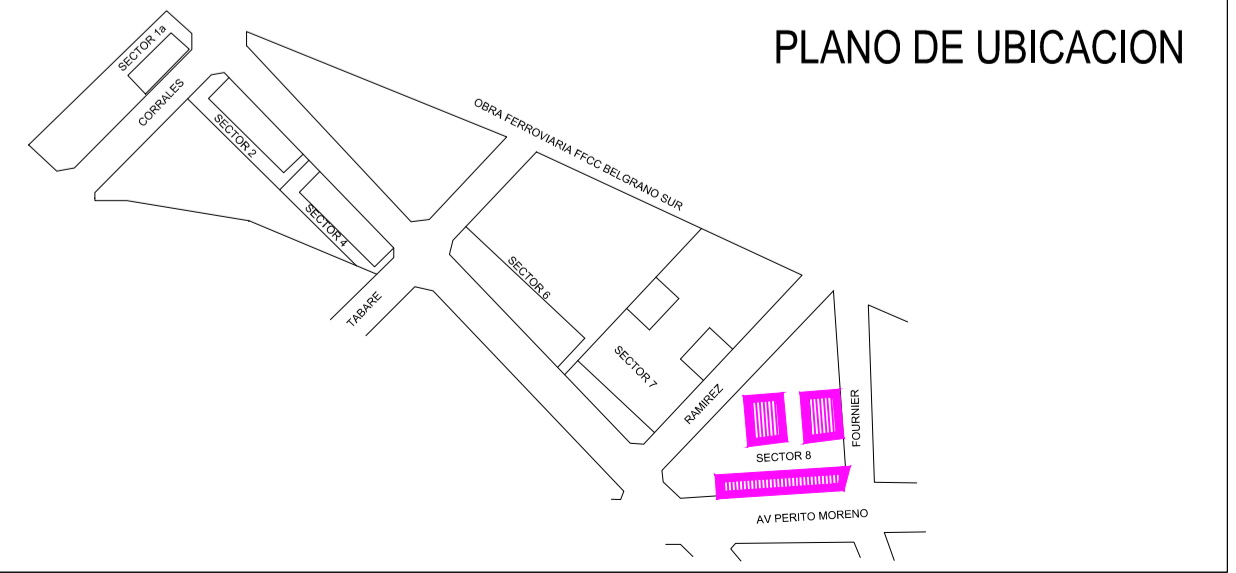 PLANO DE UBICACION
SECTOR 1a
CORRALES
SECTOR 2
SECTOR 4
TABARE
OBRA FERROVIARIA FFCC BELGRANO SUR
SECTOR 6
SECTOR 7
RAMIREZ
FOURNIER
SECTOR 8
AV PERITO MORENO